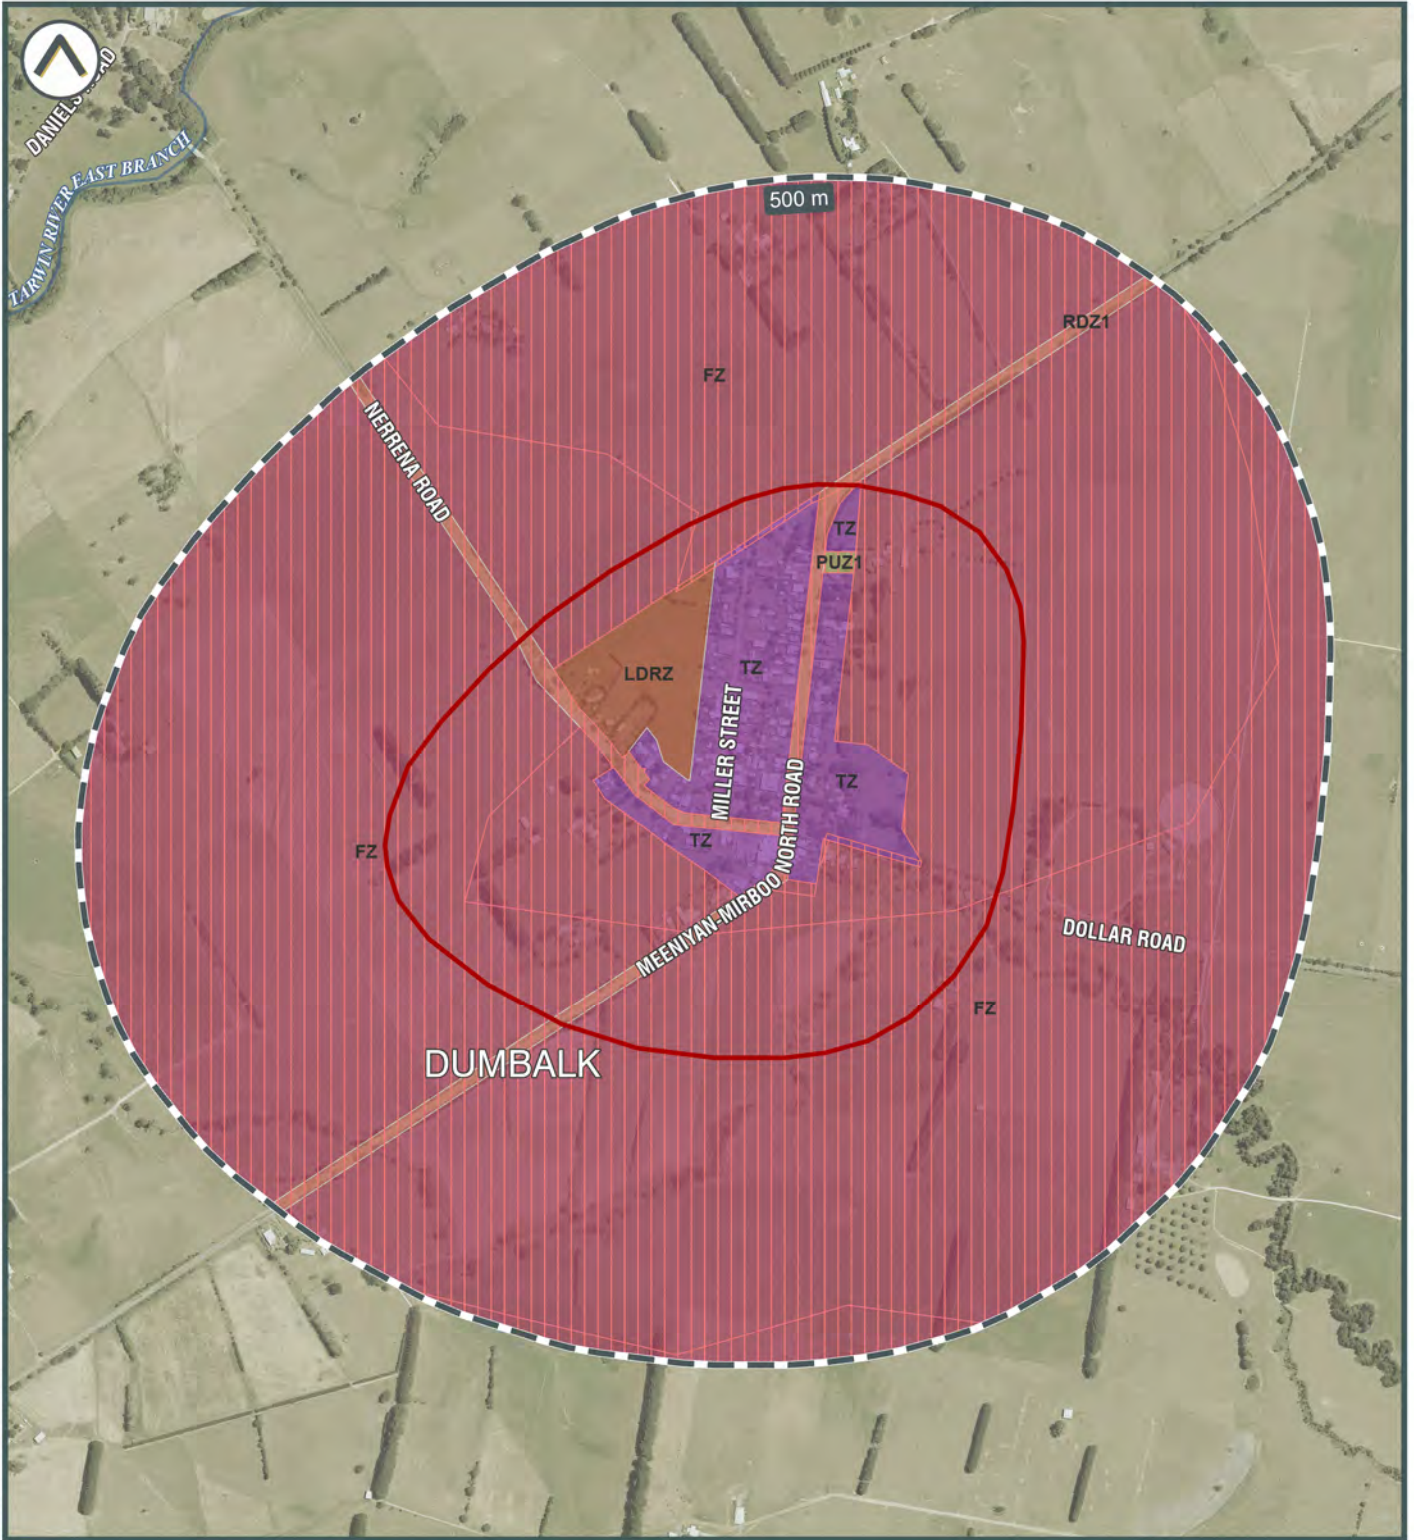 DANIELS ROAD
TARWIN RIVER EAST BRANCH
500 m
RDZ1
FZ
NERRENA ROAD
TZ
PUZ1
LDRZ
TZ
MILLER STREET
TZ
MEENIYAN-MIRBOO NORTH ROAD
TZ
FZ
DOLLAR ROAD
FZ
DUMBALK